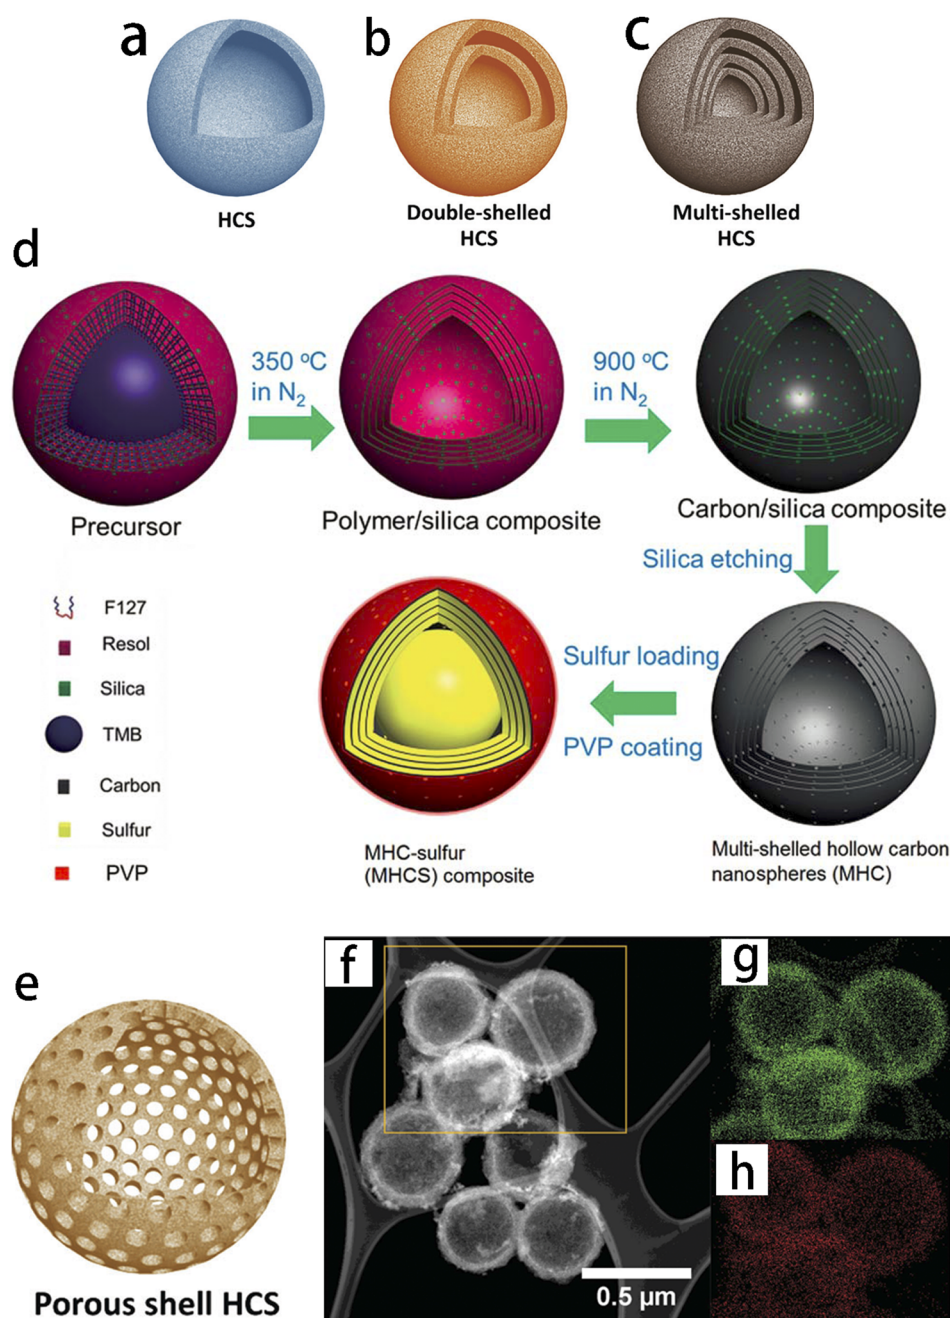 a
b
c
HCS
Double-shelled
HCS
Multi-shelled
HCS
d
350 °C
in N₂
900 °C
in N₂
Precursor
Polymer/silica composite
Carbon/silica composite
Silica etching
F127
Resol
Silica
TMB
Carbon
Sulfur
PVP
Sulfur loading
PVP coating
MHC-sulfur
(MHCS) composite
Multi-shelled hollow carbon
nanospheres (MHC)
e
Porous shell HCS
f
0.5 µm
g
h